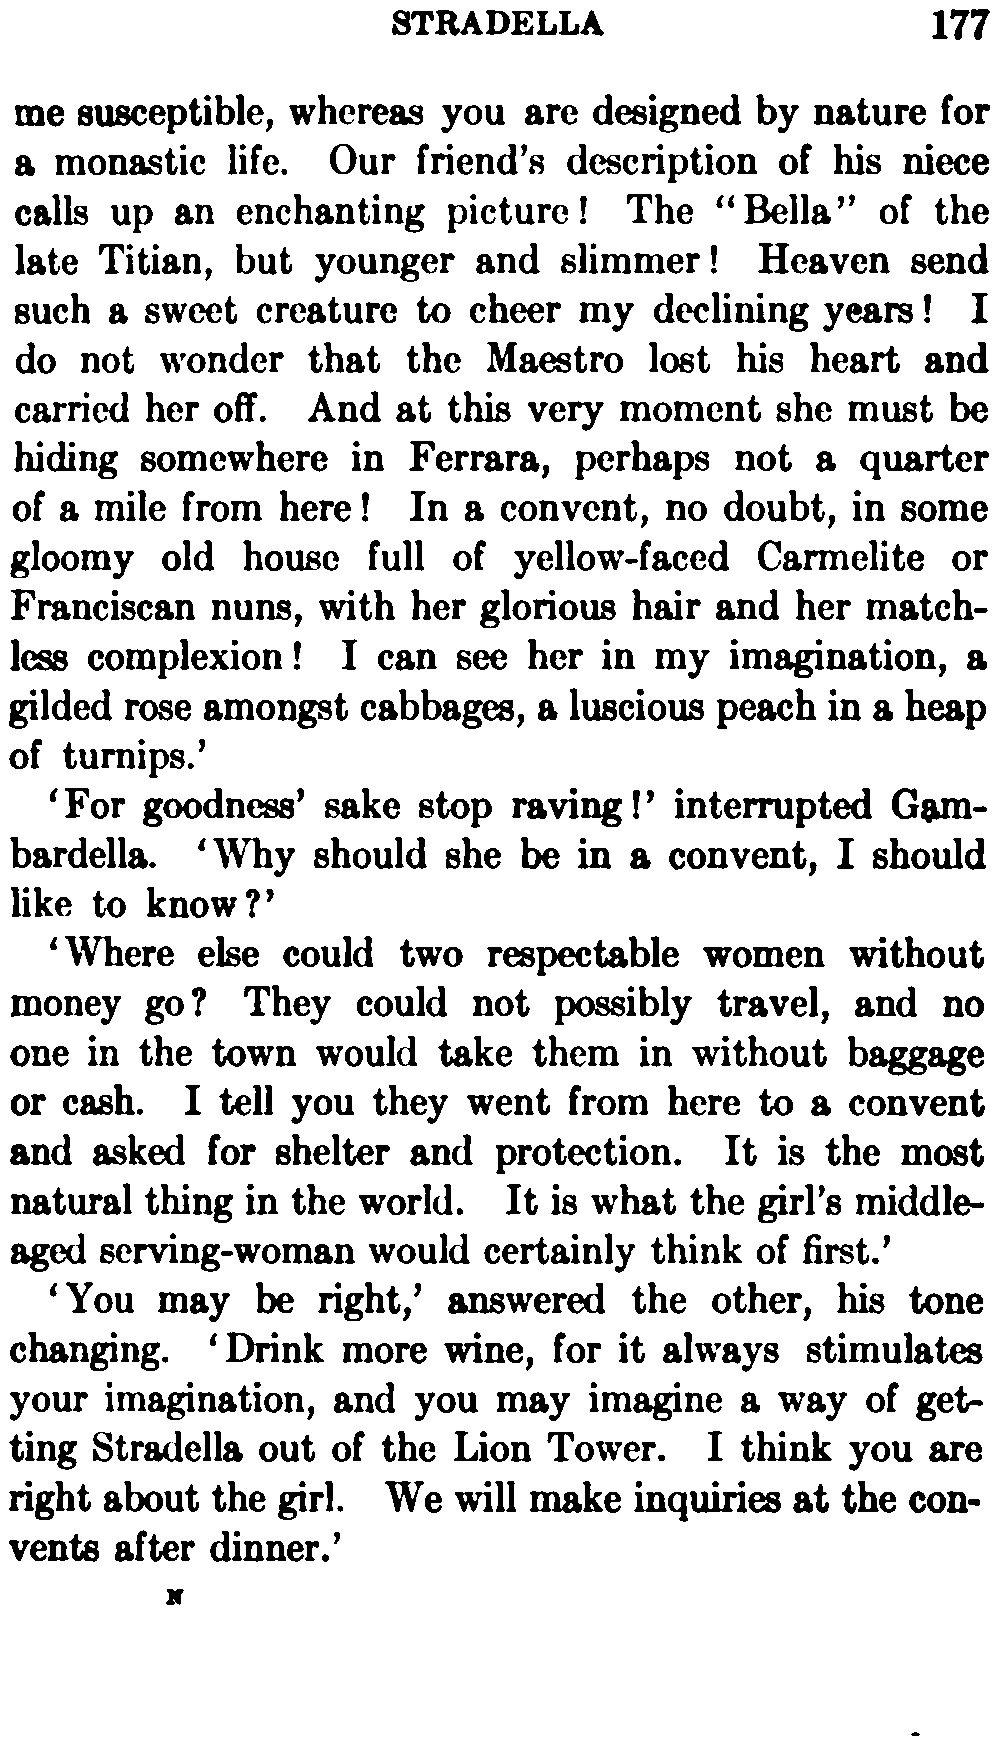 STRADELLA 177
me susceptible, whereas you are designed by nature for
a monastic life. Our friend's description of his niece
calls up an enchanting picture! The "Bella" of the
late Titian, but younger and slimmer! Heaven send
such a sweet creature to cheer my declining years! I
do not wonder that the Maestro lost his heart and
carried her off. And at this very moment she must be
hiding somewhere in Ferrara, perhaps not a quarter
of a mile from here! In a convent, no doubt, in some
gloomy old house full of yellow-faced Carmelite or
Franciscan nuns, with her glorious hair and her match-
less complexion! I can see her in my imagination, a
gilded rose amongst cabbages, a luscious peach in a heap
of turnips.'
'For goodness' sake stop raving!' interrupted Gam-
bardella. 'Why should she be in a convent, I should
like to know?'
'Where else could two respectable women without
money go? They could not possibly travel, and no
one in the town would take them in without baggage
or cash. I tell you they went from here to a convent
and asked for shelter and protection. It is the most
natural thing in the world. It is what the girl's middle-
aged serving-woman would certainly think of first.'
'You may be right,' answered the other, his tone
changing. 'Drink more wine, for it always stimulates
your imagination, and you may imagine a way of get-
ting Stradella out of the Lion Tower. I think you are
right about the girl. We will make inquiries at the con-
vents after dinner.'
N